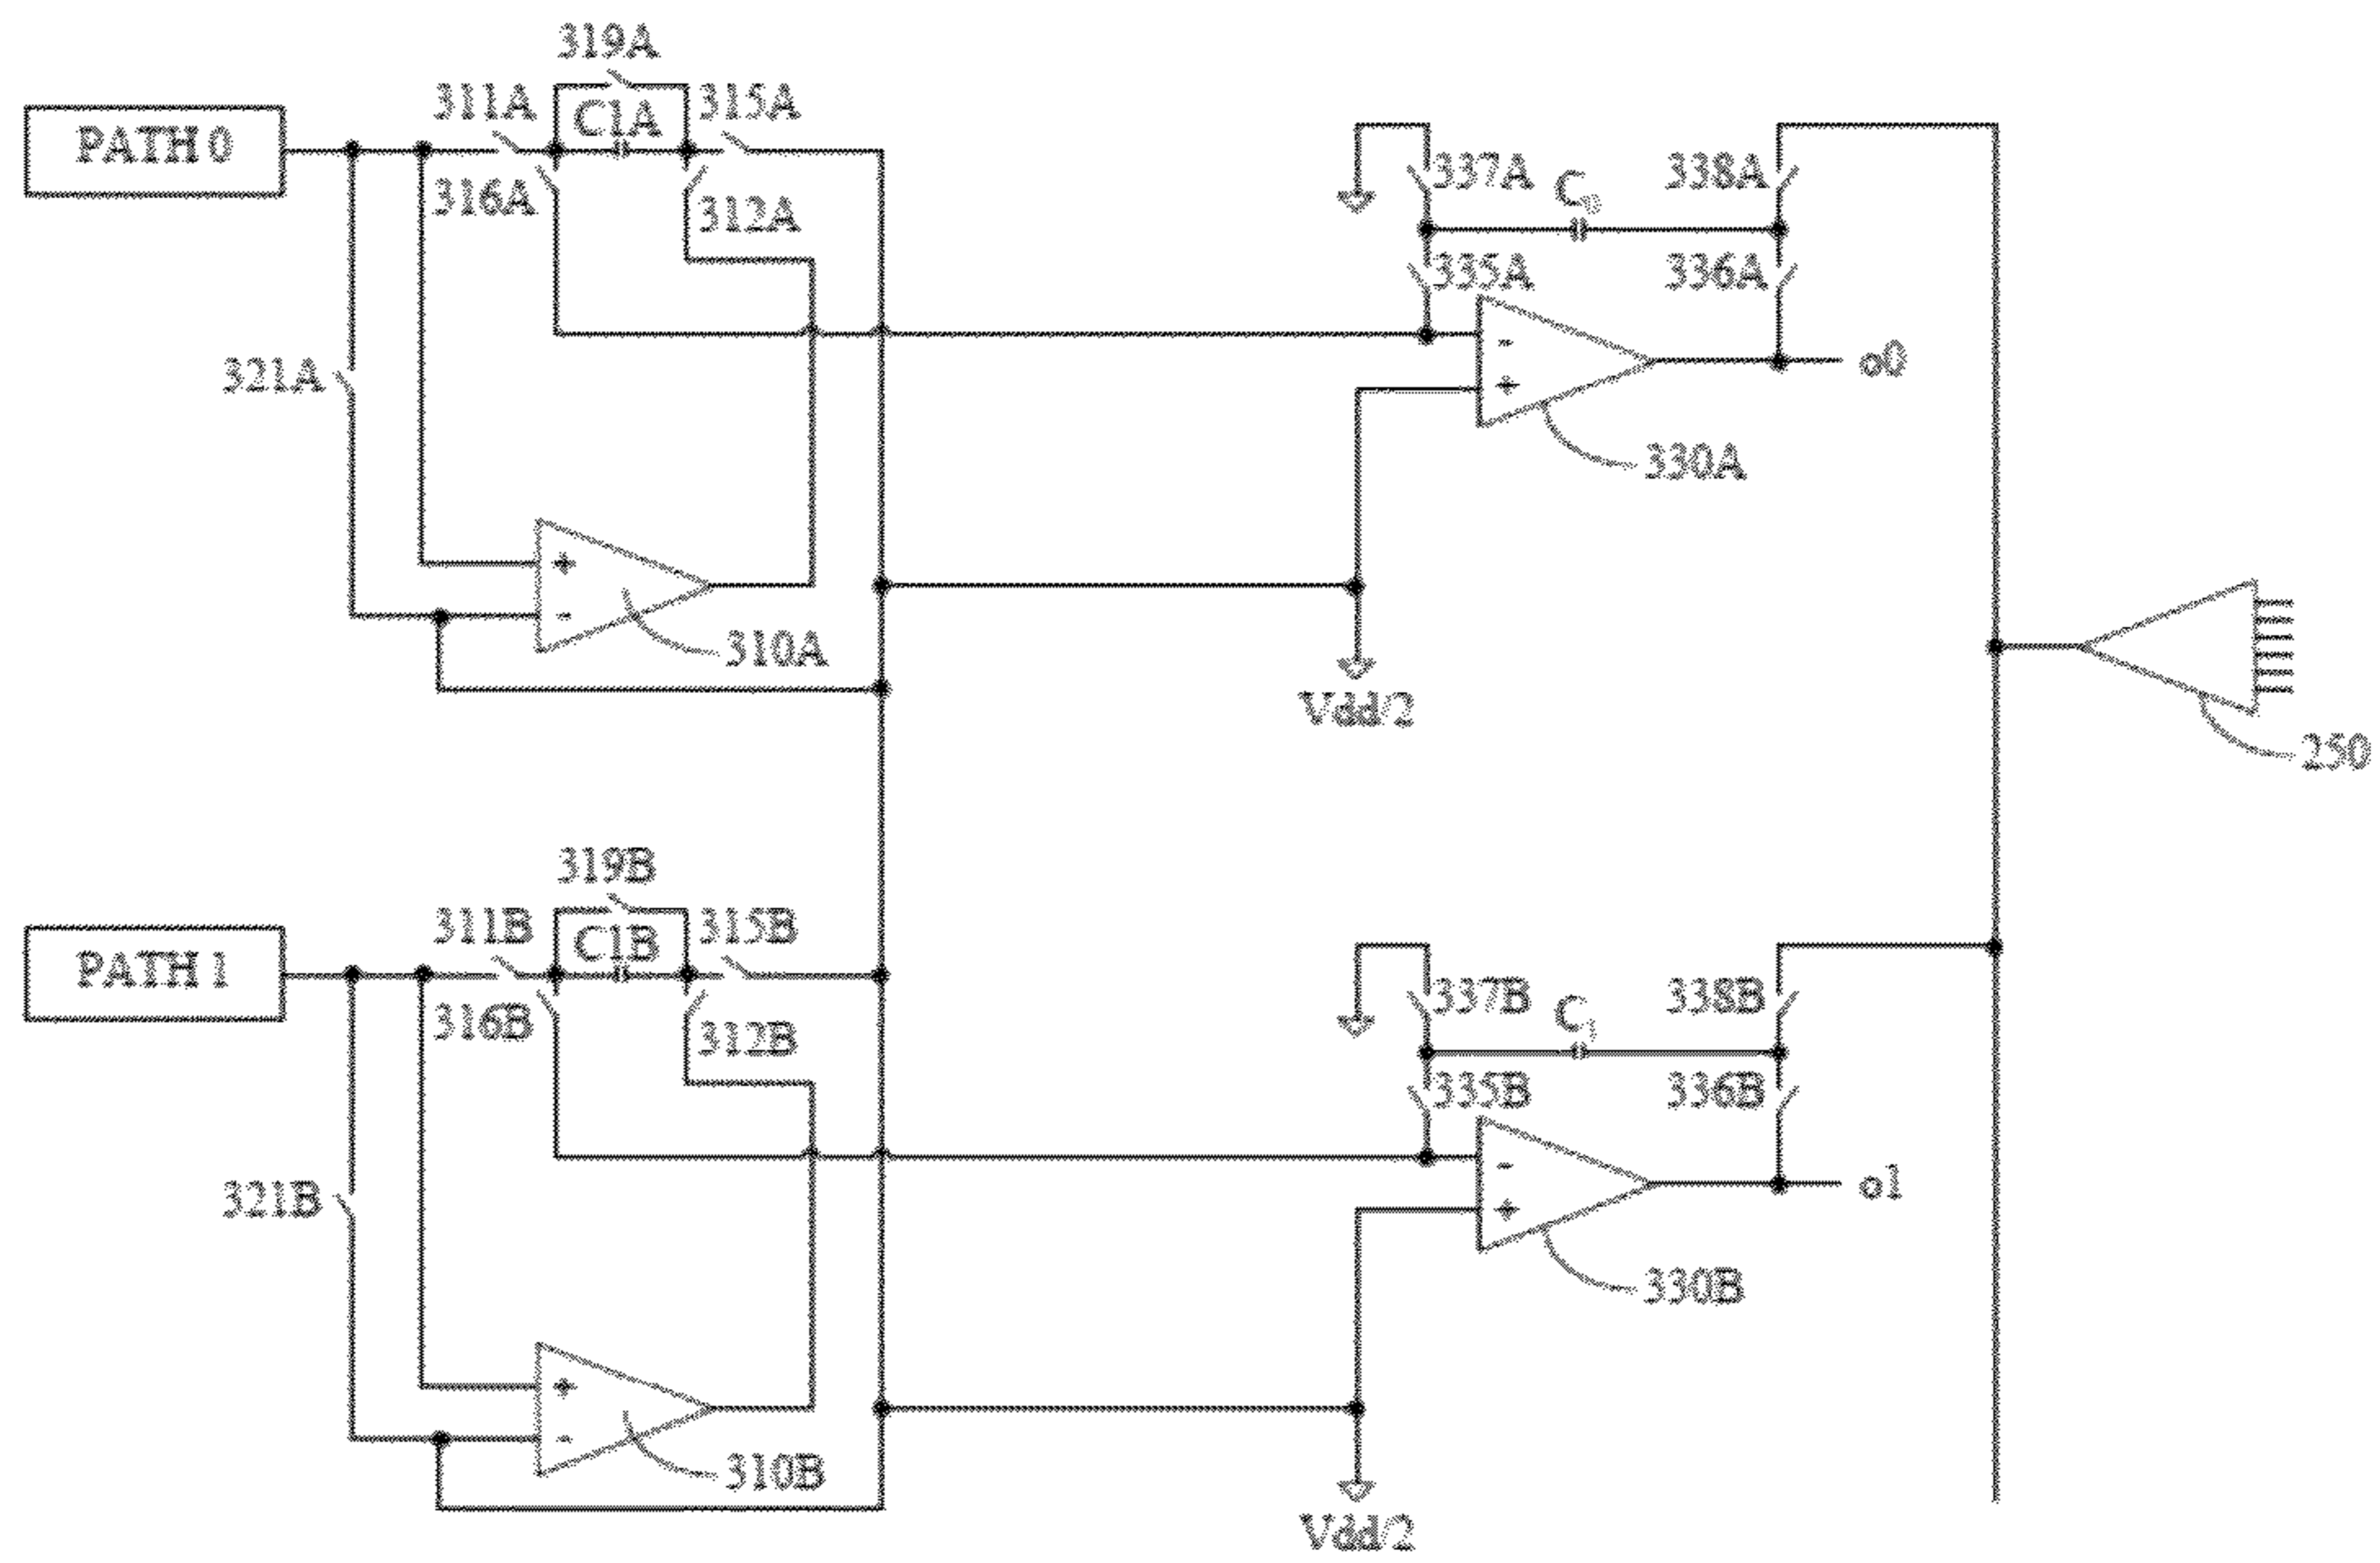 319A
311A
C1A
315A
PATH 0
316A
312A
337A
C0
338A
335A
336A
321A
-
+
o0
330A
+
-
310A
Vdd/2
250
319B
311B
C1B
315B
PATH 1
316B
312B
337B
C1
338B
335B
336B
321B
-
+
o1
330B
+
-
310B
Vdd/2